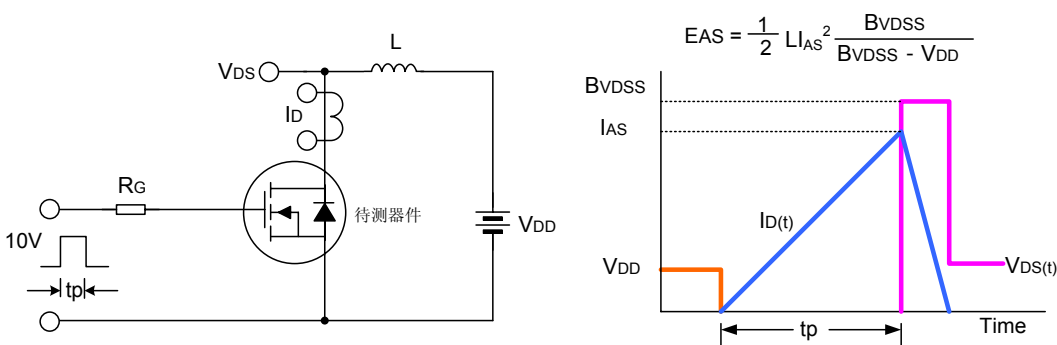 L
VDS
ID
RG
待测器件
10V
VDD
tp
EAS = 1/2 LIAS² BVDSS / BVDSS - VDD
BVDSS
IAS
ID(t)
VDD
VDS(t)
tp
Time